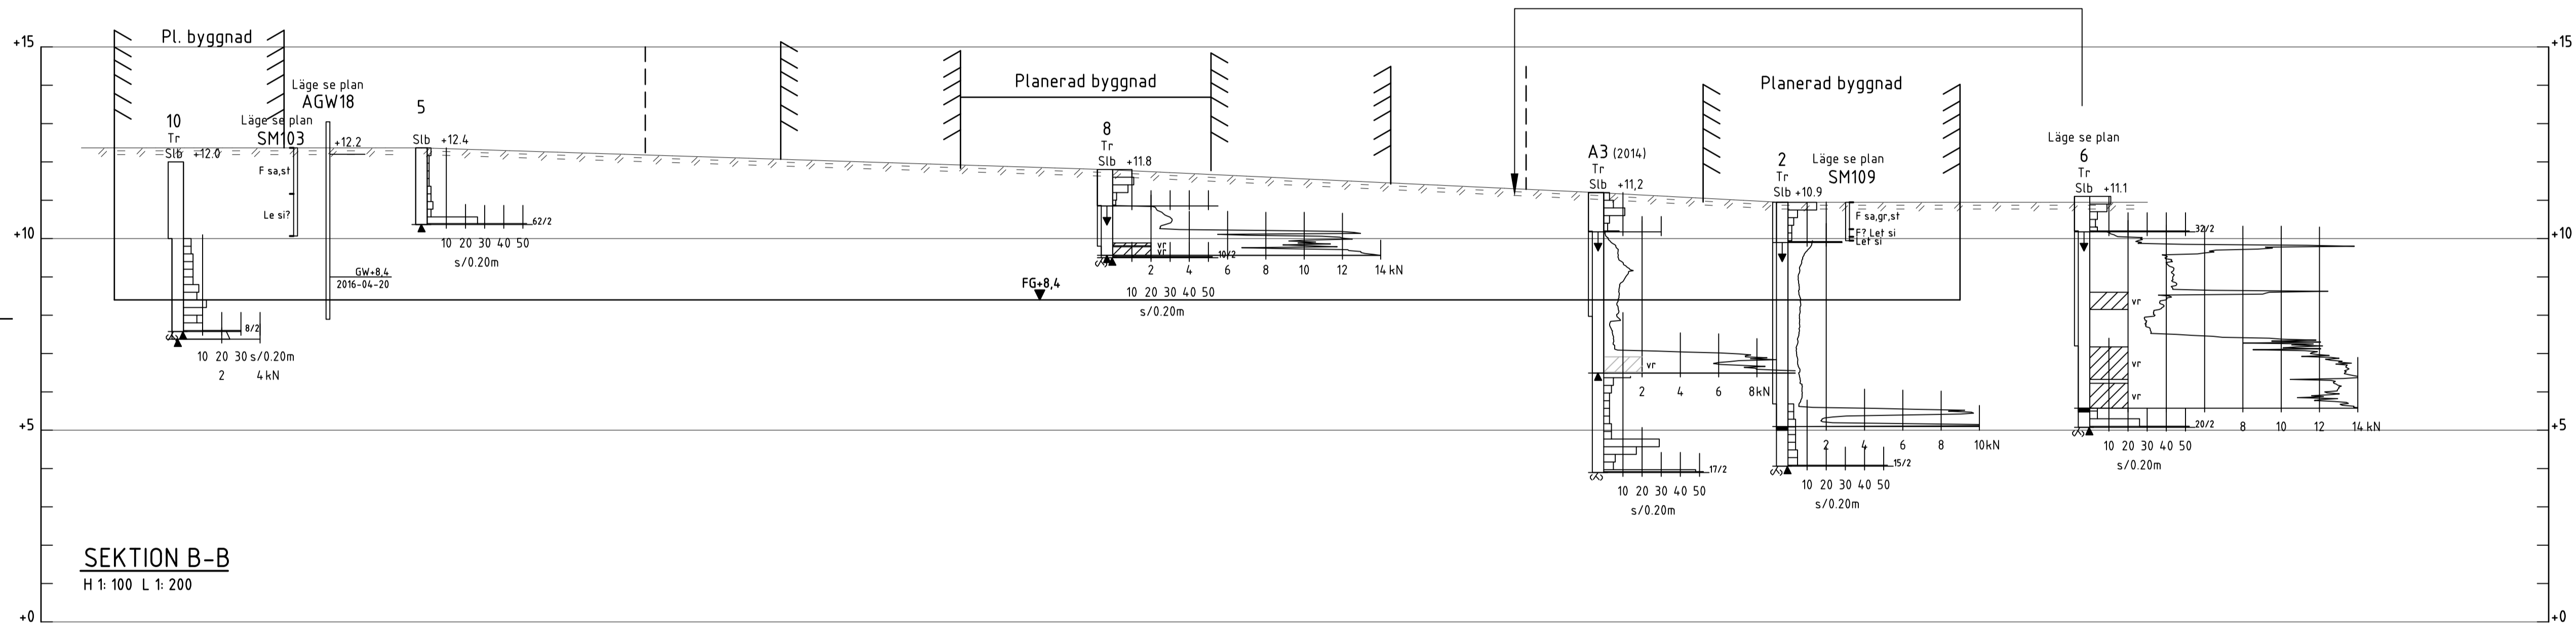 +15
Pl. byggnad
Läge se plan
AGW18
10
Tr
Slb +12.0
Läge se plan
SM103
F sa,st
Le si?
+12.2
GW+8,4
2016-04-20
8/2
10 20 30 s/0.20m
2 4 kN
5
Slb +12.4
62/2
10 20 30 40 50
s/0.20m
Planerad byggnad
8
Tr
Slb +11.8
vr
vr
10/2
2 4 6 8 10 12 14 kN
10 20 30 40 50
s/0.20m
FG+8,4
A3 (2014)
Tr
Slb +11,2
vr
2 4 6 8kN
17/2
10 20 30 40 50
s/0.20m
Planerad byggnad
2
Tr
Slb +10.9
Läge se plan
SM109
F sa,gr,st
F? Let si
Let si
2 4 6 8 10kN
15/2
10 20 30 40 50
s/0.20m
Läge se plan
6
Tr
Slb +11.1
32/2
vr
vr
vr
20/2
8 10 12 14 kN
10 20 30 40 50
s/0.20m
+15
+10
+10
+5
+5
SEKTION B-B
H 1: 100 L 1: 200
+0
+0